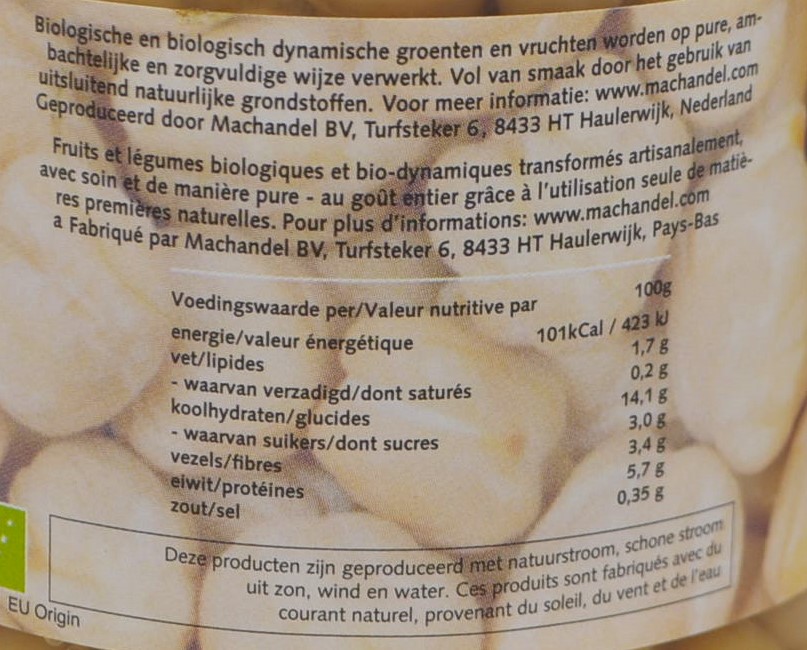 Biologische en biologisch dynamische groenten en vruchten worden op pure, am-
bachtelijke en zorgvuldige wijze verwerkt. Vol van smaak door het gebruik van
uitsluitend natuurlijke grondstoffen. Voor meer informatie: www.machandel.com
Geproduceerd door Machandel BV, Turfsteker 6, 8433 HT Haulerwijk, Nederland
Fruits et légumes biologiques et bio-dynamiques transformés artisanalement,
avec soin et de manière pure - au goût entier grâce à l'utilisation seule de matiè-
res premières naturelles. Pour plus d'informations: www.machandel.com
a Fabriqué par Machandel BV, Turfsteker 6, 8433 HT Haulerwijk, Pays-Bas
Voedingswaarde per/Valeur nutritive par 100g
energie/valeur énergétique 101kCal / 423 kJ
vet/lipides 1,7 g
- waarvan verzadigd/dont saturés 0,2 g
koolhydraten/glucides 14,1 g
- waarvan suikers/dont sucres 3,0 g
vezels/fibres 3,4 g
eiwit/protéines 5,7 g
zout/sel 0,35 g
Deze producten zijn geproduceerd met natuurstroom, schone stroom
uit zon, wind en water. Ces produits sont fabriqués avec du
courant naturel, provenant du soleil, du vent et de l'eau
EU Origin